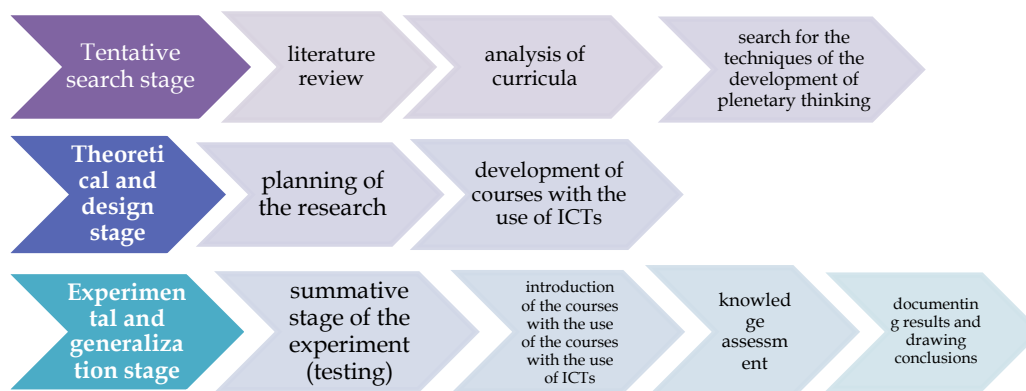 Tentative
search stage
literature
review
analysis of
curricula
search for the
techniques of the
development of
plenetary thinking
Theoreti
cal and
design
stage
planning of
the research
development of
courses with the
use of ICTs
Experimen
tal and
generaliza
tion stage
summative
stage of the
experiment
(testing)
introduction
of the courses
with the use
of the courses
with the use
of ICTs
knowled
ge
assessm
ent
documentin
g results and
drawing
conclusions